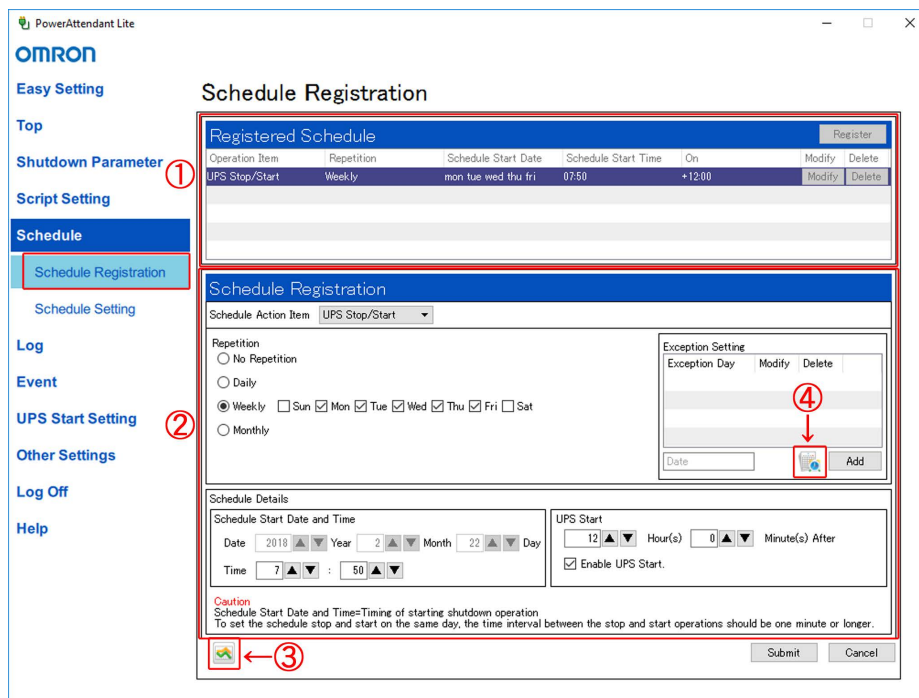 PowerAttendant Lite
OMRON
Easy Setting
Top
Shutdown Parameter
Script Setting
Schedule
Schedule Registration
Schedule Setting
Log
Event
UPS Start Setting
Other Settings
Log Off
Help
Schedule Registration
①
Registered Schedule Register
Operation Item Repetition Schedule Start Date Schedule Start Time On Modify Delete
UPS Stop/Start Weekly mon tue wed thu fri 07:50 +12:00 Modify Delete
②
Schedule Registration
Schedule Action Item UPS Stop/Start
Repetition
No Repetition
Daily
Weekly Sun Mon Tue Wed Thu Fri Sat
Monthly
Exception Setting
Exception Day Modify Delete
④
Date Add
Schedule Details
Schedule Start Date and Time
Date 2018 Year 2 Month 22 Day
Time 7 : 50
UPS Start
12 Hour(s) 0 Minute(s) After
Enable UPS Start.
Caution
Schedule Start Date and Time=Timing of starting shutdown operation
To set the schedule stop and start on the same day, the time interval between the stop and start operations should be one minute or longer.
③
Submit Cancel